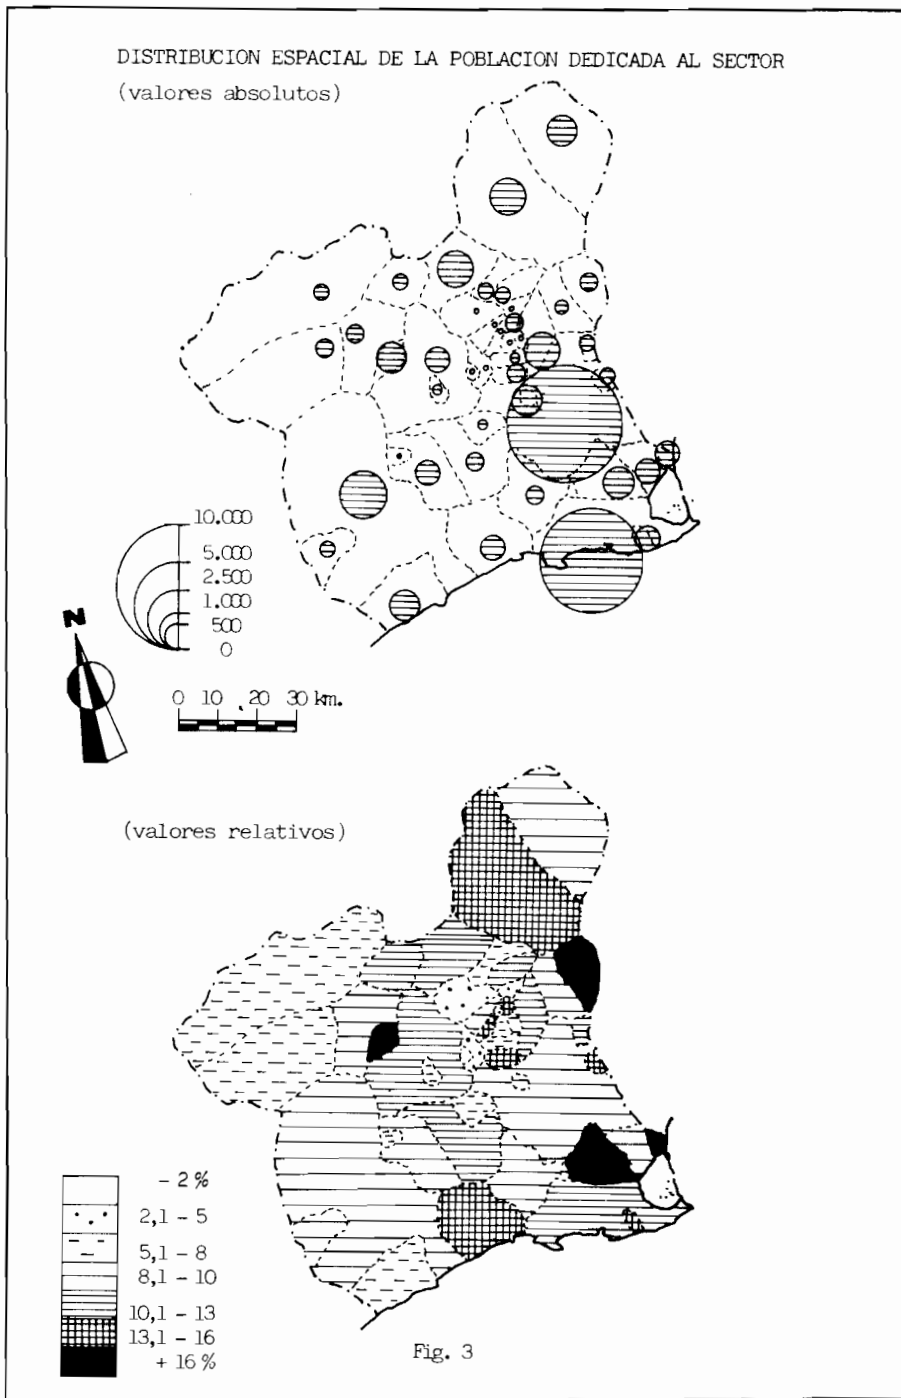 DISTRIBUCION ESPACIAL DE LA POBLACION DEDICADA AL SECTOR
(valores absolutos)
10.000
5.000
2.500
1.000
500
0
N
0 10 20 30 km.
(valores relativos)
- 2 %
2,1 - 5
5,1 - 8
8,1 - 10
10,1 - 13
13,1 - 16
+ 16 %
Fig. 3